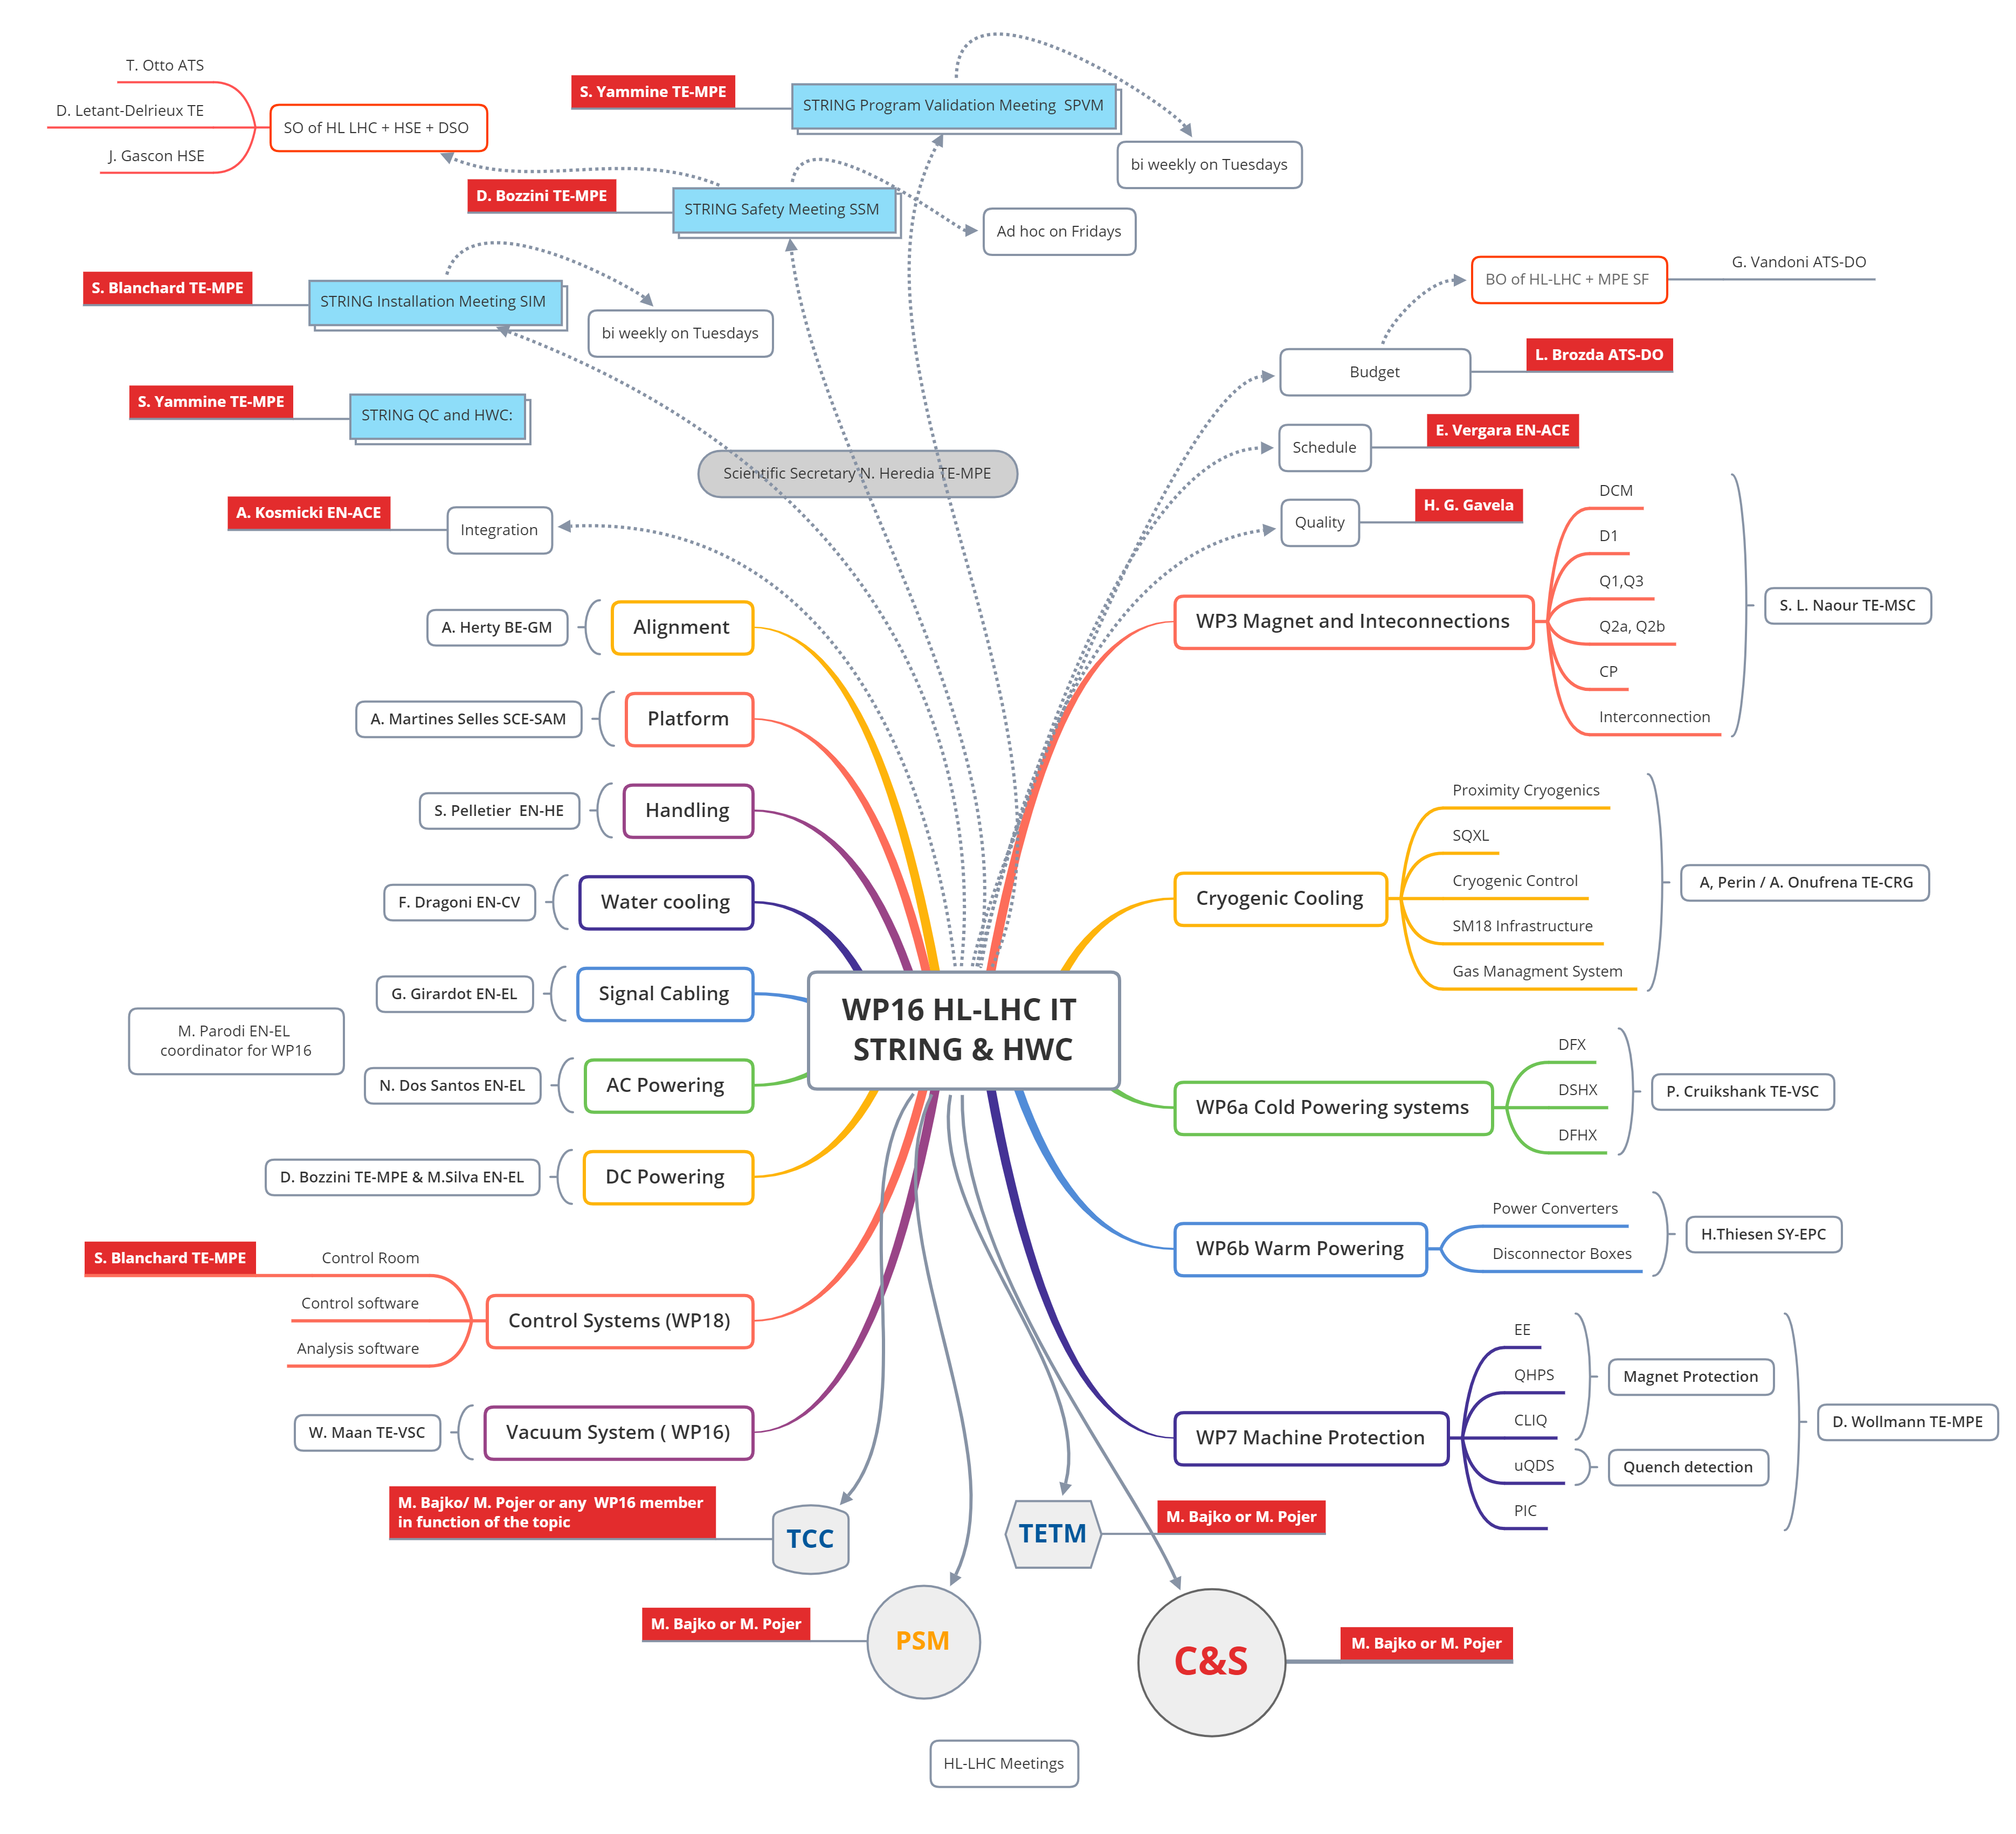 T. Otto ATS
D. Letant-Delrieux TE
J. Gascon HSE
SO of HL LHC + HSE + DSO
S. Yammine TE-MPE
STRING Program Validation Meeting  SPVM
bi weekly on Tuesdays
D. Bozzini TE-MPE
STRING Safety Meeting SSM
Ad hoc on Fridays
S. Blanchard TE-MPE
STRING Installation Meeting SIM
bi weekly on Tuesdays
S. Yammine TE-MPE
STRING QC and HWC:
Scientific Secretary N. Heredia TE-MPE
A. Kosmicki EN-ACE
Integration
BO of HL-LHC + MPE SF
G. Vandoni ATS-DO
Budget
L. Brozda ATS-DO
Schedule
E. Vergara EN-ACE
Quality
H. G. Gavela
A. Herty BE-GM
Alignment
A. Martines Selles SCE-SAM
Platform
S. Pelletier  EN-HE
Handling
F. Dragoni EN-CV
Water cooling
G. Girardot EN-EL
Signal Cabling
M. Parodi EN-EL
coordinator for WP16
N. Dos Santos EN-EL
AC Powering
D. Bozzini TE-MPE & M.Silva EN-EL
DC Powering
S. Blanchard TE-MPE
Control Room
Control software
Analysis software
Control Systems (WP18)
W. Maan TE-VSC
Vacuum System ( WP16)
WP16 HL-LHC IT
STRING & HWC
WP3 Magnet and Inteconnections
DCM
D1
Q1,Q3
Q2a, Q2b
CP
Interconnection
S. L. Naour TE-MSC
Cryogenic Cooling
Proximity Cryogenics
SQXL
Cryogenic Control
SM18 Infrastructure
Gas Managment System
A, Perin / A. Onufrena TE-CRG
WP6a Cold Powering systems
DFX
DSHX
DFHX
P. Cruikshank TE-VSC
WP6b Warm Powering
Power Converters
Disconnector Boxes
H.Thiesen SY-EPC
WP7 Machine Protection
EE
QHPS
CLIQ
uQDS
PIC
Magnet Protection
Quench detection
D. Wollmann TE-MPE
M. Bajko/ M. Pojer or any  WP16 member
in function of the topic
TCC
TETM
M. Bajko or M. Pojer
M. Bajko or M. Pojer
PSM
C&S
M. Bajko or M. Pojer
HL-LHC Meetings